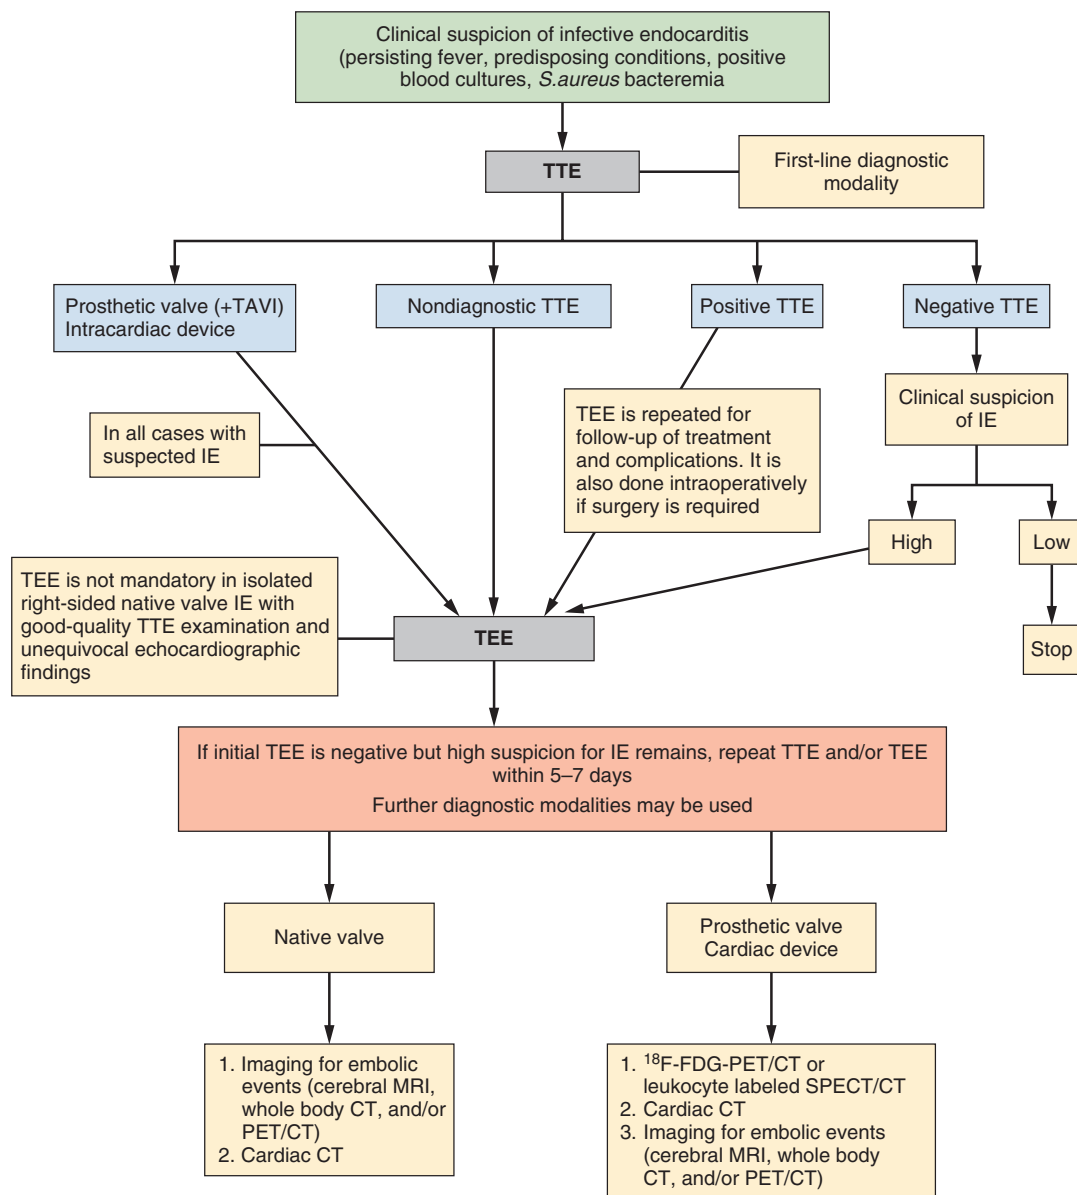 Clinical suspicion of infective endocarditis
(persisting fever, predisposing conditions, positive
blood cultures, S.aureus bacteremia
TTE
First-line diagnostic
modality
Prosthetic valve (+TAVI)
Intracardiac device
Nondiagnostic TTE
Positive TTE
Negative TTE
In all cases with
suspected IE
TEE is repeated for
follow-up of treatment
and complications. It is
also done intraoperatively
if surgery is required
Clinical suspicion
of IE
High
Low
TEE is not mandatory in isolated
right-sided native valve IE with
good-quality TTE examination and
unequivocal echocardiographic
findings
TEE
Stop
If initial TEE is negative but high suspicion for IE remains, repeat TTE and/or TEE
within 5–7 days
Further diagnostic modalities may be used
Native valve
Prosthetic valve
Cardiac device
1. Imaging for embolic
events (cerebral MRI,
whole body CT, and/or
PET/CT)
2. Cardiac CT
1. ¹⁸F-FDG-PET/CT or
leukocyte labeled SPECT/CT
2. Cardiac CT
3. Imaging for embolic events
(cerebral MRI, whole body
CT, and/or PET/CT)